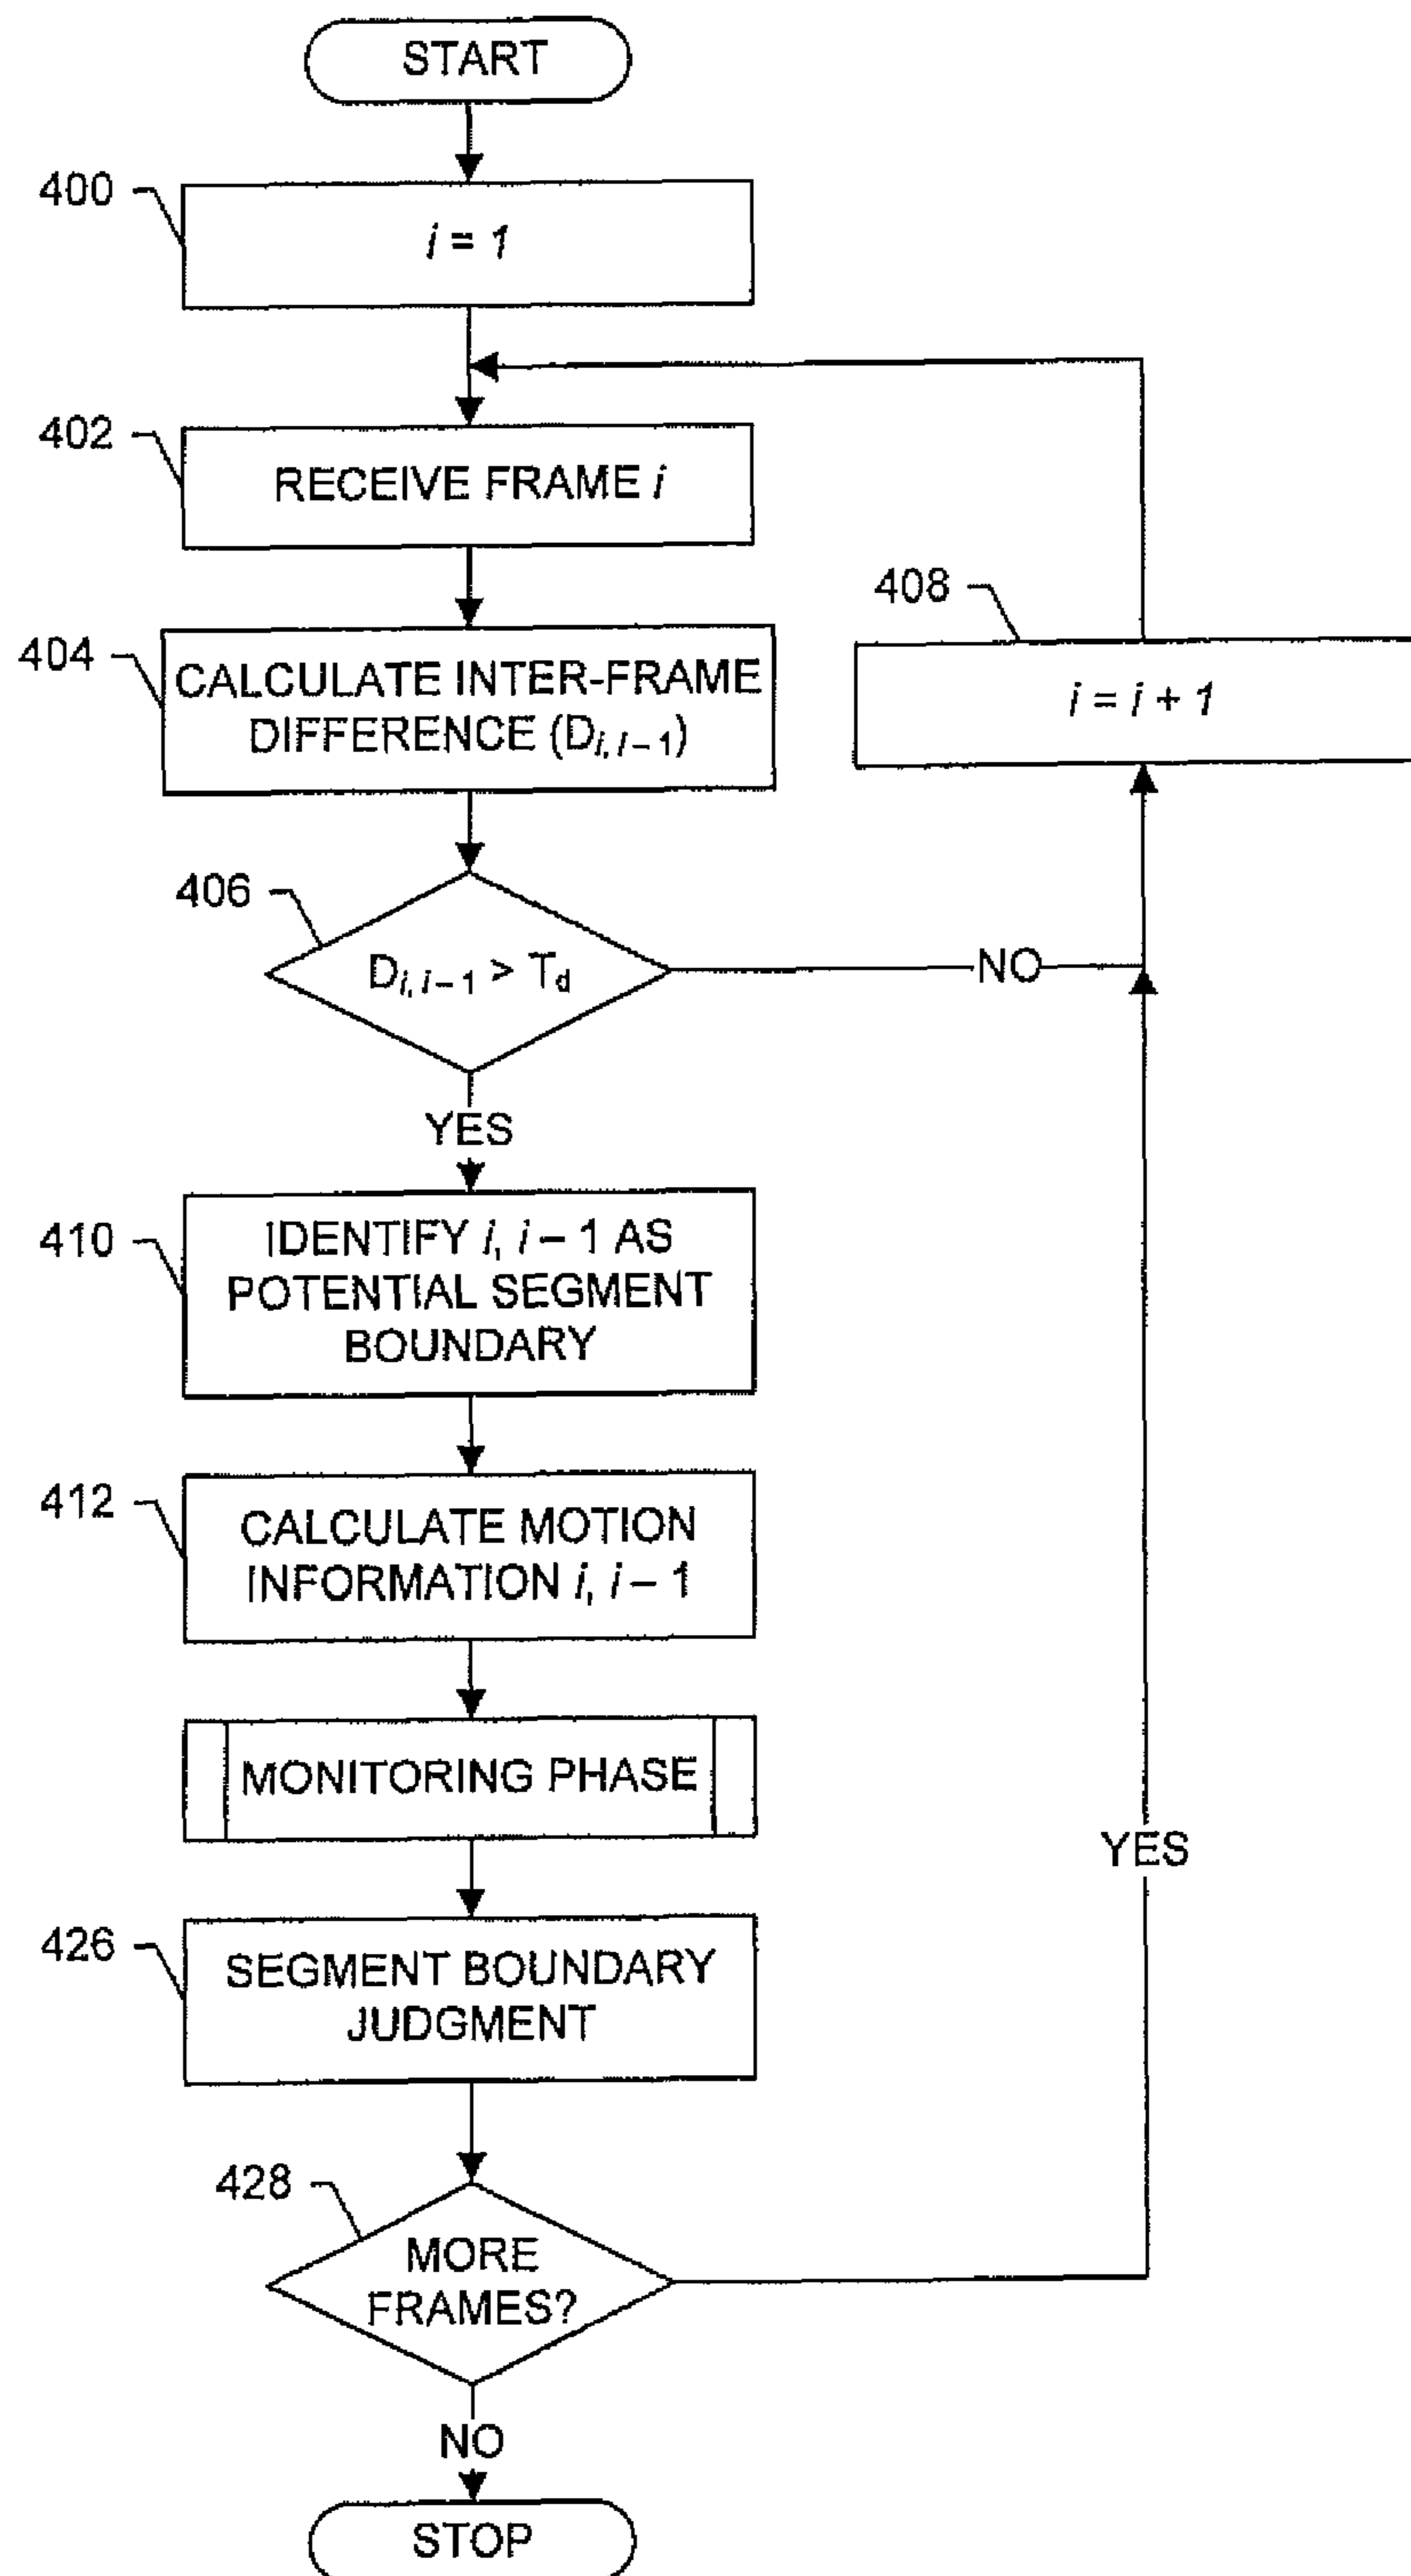 START
400
i = 1
402
RECEIVE FRAME i
404
CALCULATE INTER-FRAME
DIFFERENCE (Di, i – 1)
408
i = i + 1
406
Di, i – 1 > Td
NO
YES
410
IDENTIFY i, i – 1 AS
POTENTIAL SEGMENT
BOUNDARY
412
CALCULATE MOTION
INFORMATION i, i – 1
MONITORING PHASE
YES
426
SEGMENT BOUNDARY
JUDGMENT
428
MORE
FRAMES?
NO
STOP